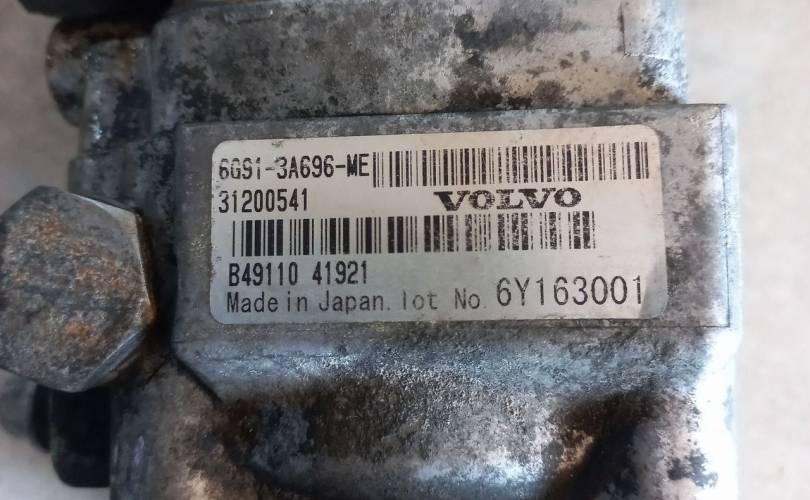 6G91-3A696-ME
31200541 VOLVO
B49110 41921
Made in Japan. lot No. 6Y163001